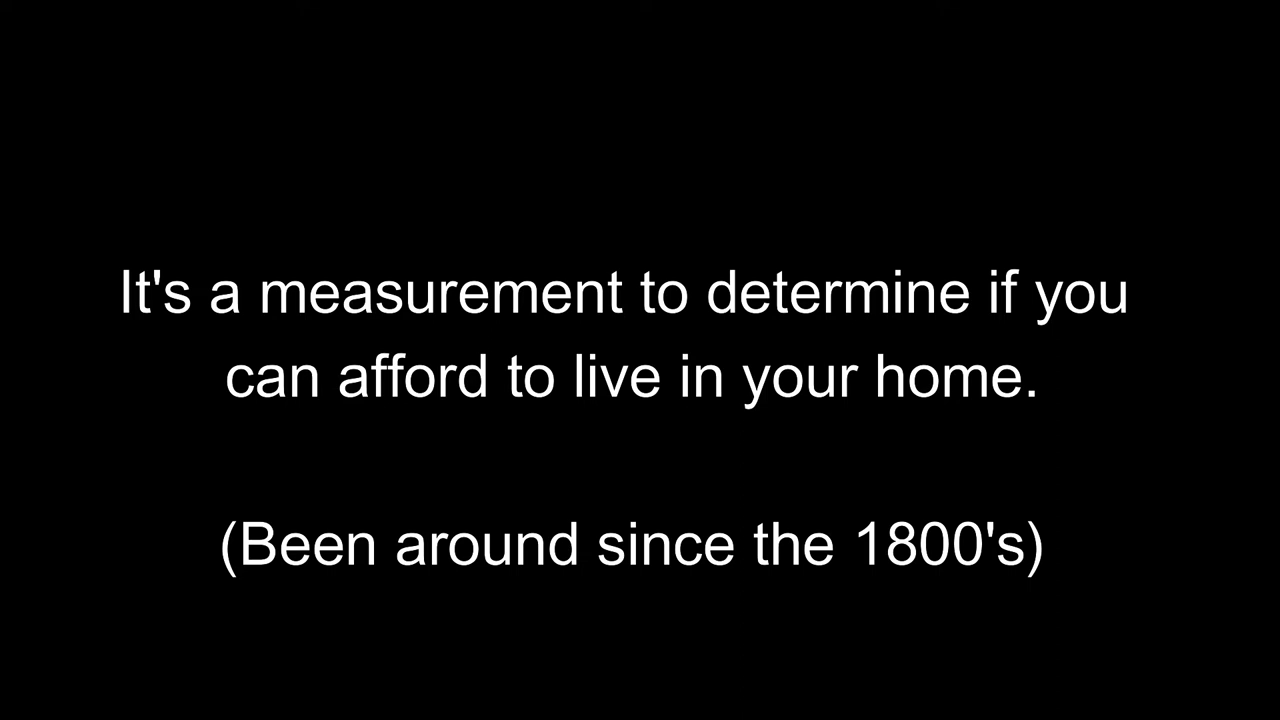 It's a measurement to determine if you
can afford to live in your home.
(Been around since the 1800's)